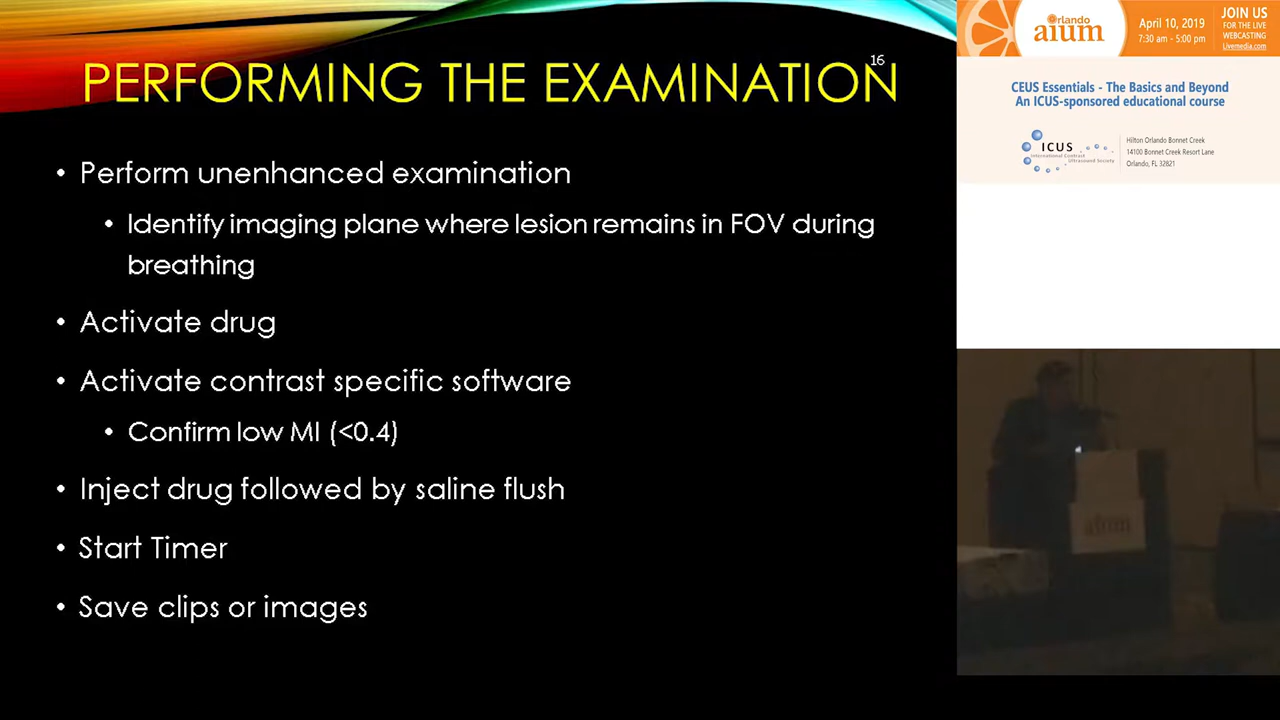 16
PERFORMING THE EXAMINATION
• Perform unenhanced examination
• Identify imaging plane where lesion remains in FOV during
breathing
• Activate drug
• Activate contrast specific software
• Confirm low MI (<0.4)
• Inject drug followed by saline flush
• Start Timer
• Save clips or images
Orlando
aium
April 10, 2019
7:30 am - 5:00 pm
JOIN US
FOR THE LIVE
WEBCASTING
Livemedia.com
CEUS Essentials - The Basics and Beyond
An ICUS-sponsored educational course
ICUS
International Contrast
Ultrasound Society
Hilton Orlando Bonnet Creek
14100 Bonnet Creek Resort Lane
Orlando, FL 32821
aium